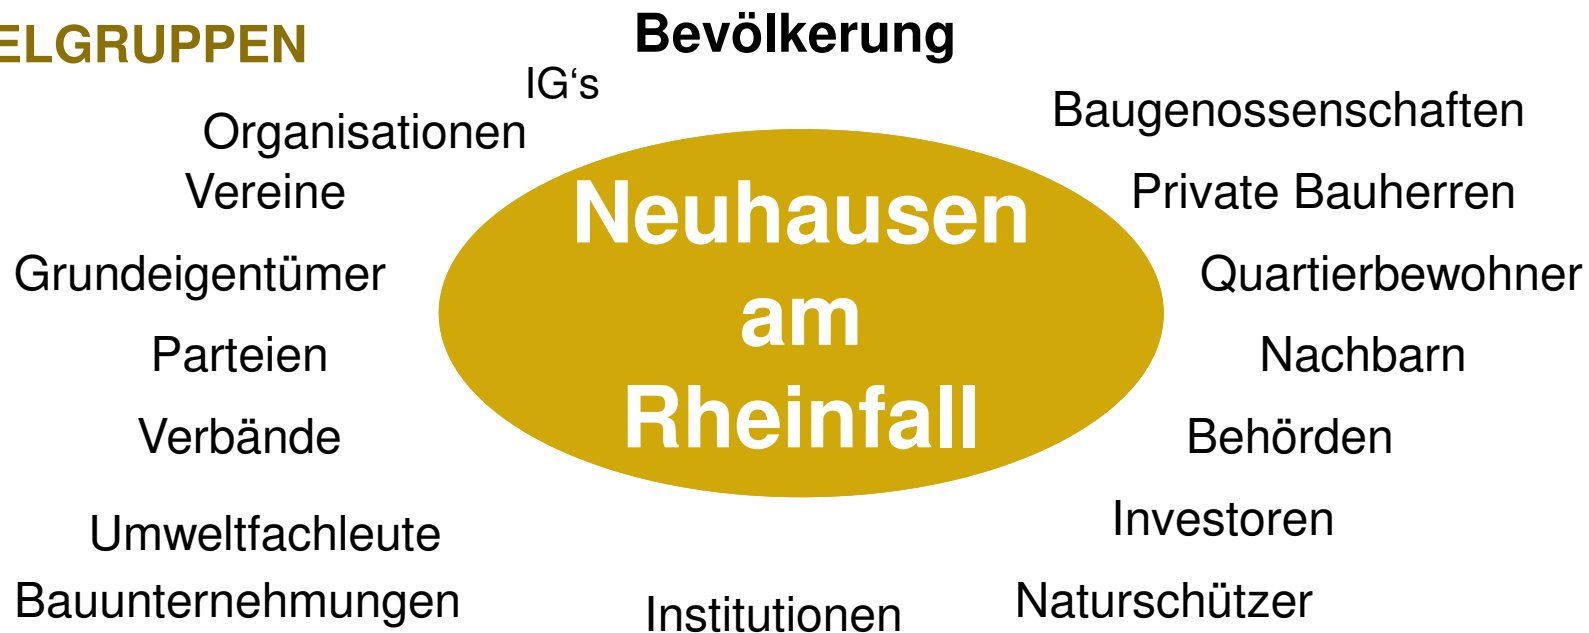 ELGRUPPEN
Bevölkerung
IG‘s
Organisationen
Vereine
Grundeigentümer
Parteien
Verbände
Umweltfachleute
Bauunternehmungen
Neuhausen
am
Rheinfall
Institutionen
Baugenossenschaften
Private Bauherren
Quartierbewohner
Nachbarn
Behörden
Investoren
Naturschützer